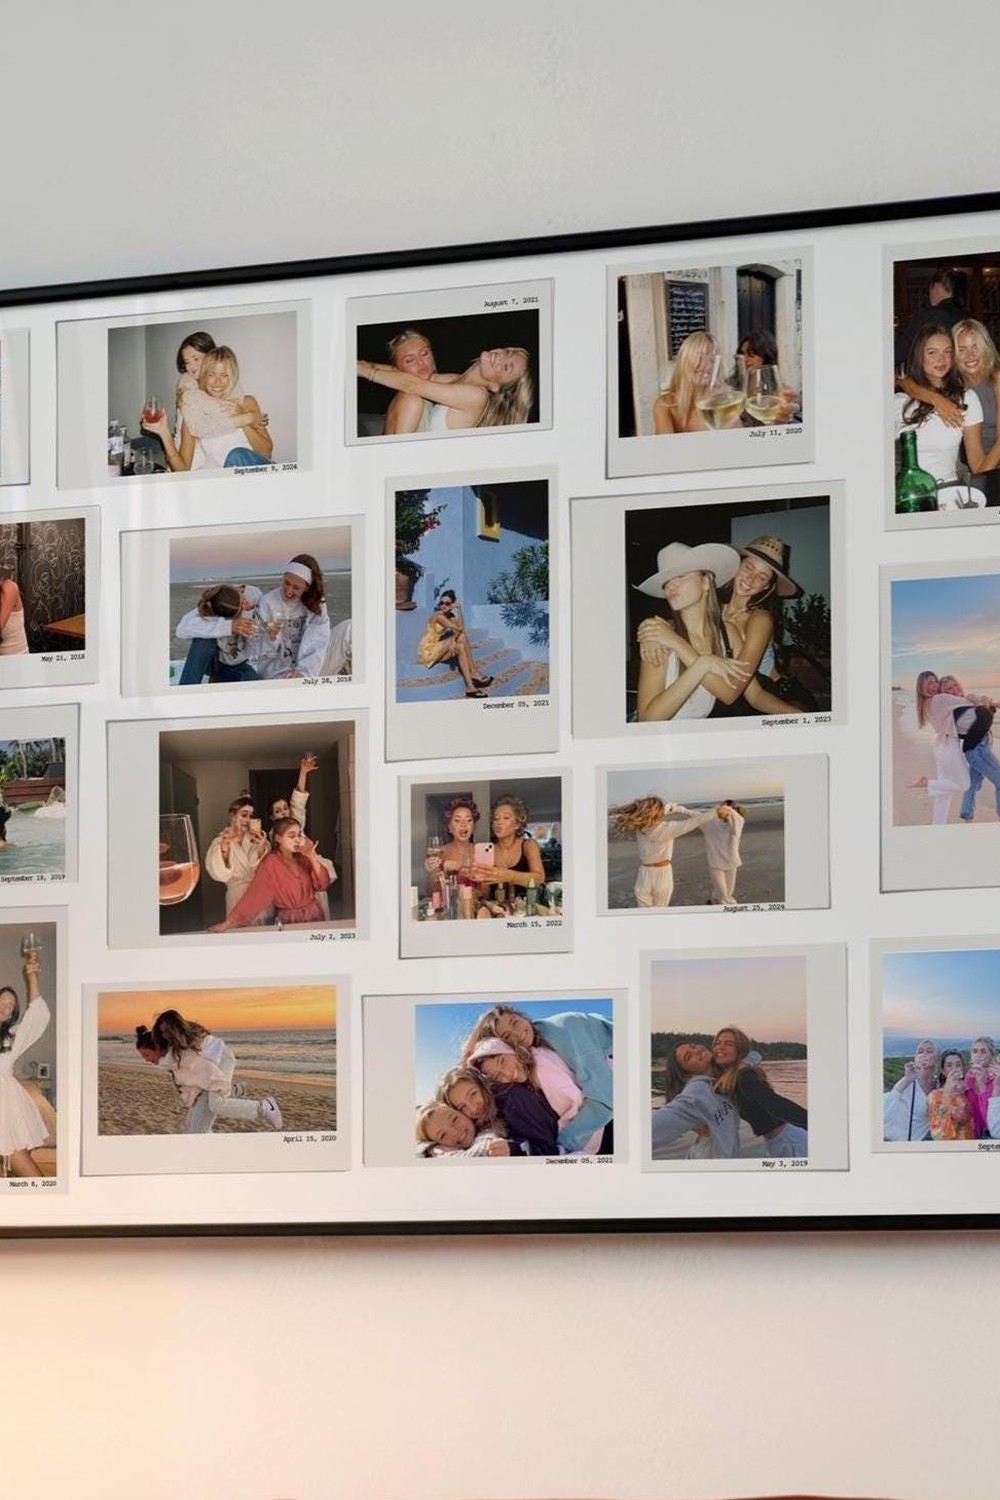 September 9, 2024
August 7, 2021
July 11, 2020
May 21, 2018
July 28, 2018
December 05, 2021
September 1, 2023
September 18, 2019
July 2, 2023
March 15, 2022
August 25, 2024
March 8, 2020
April 15, 2020
December 05, 2021
May 3, 2019
Septe